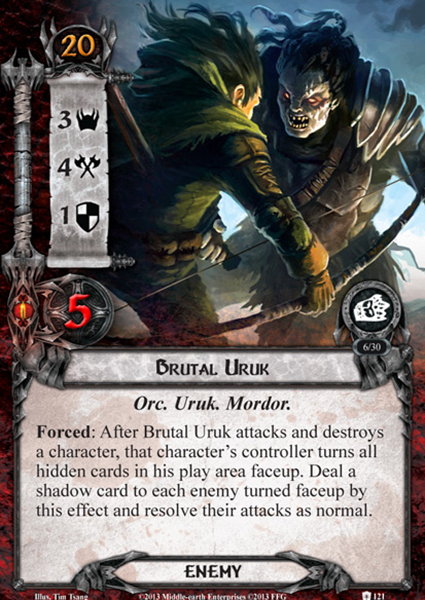 20
3
4
1
5
6/30
Brutal Uruk
Orc. Uruk. Mordor.
Forced: After Brutal Uruk attacks and destroys
a character, that character's controller turns all
hidden cards in his play area faceup. Deal a
shadow card to each enemy turned faceup by
this effect and resolve their attacks as normal.
ENEMY
Illus. Tim Tsang ©2013 Middle-earth Enterprises ©2013 FFG 121